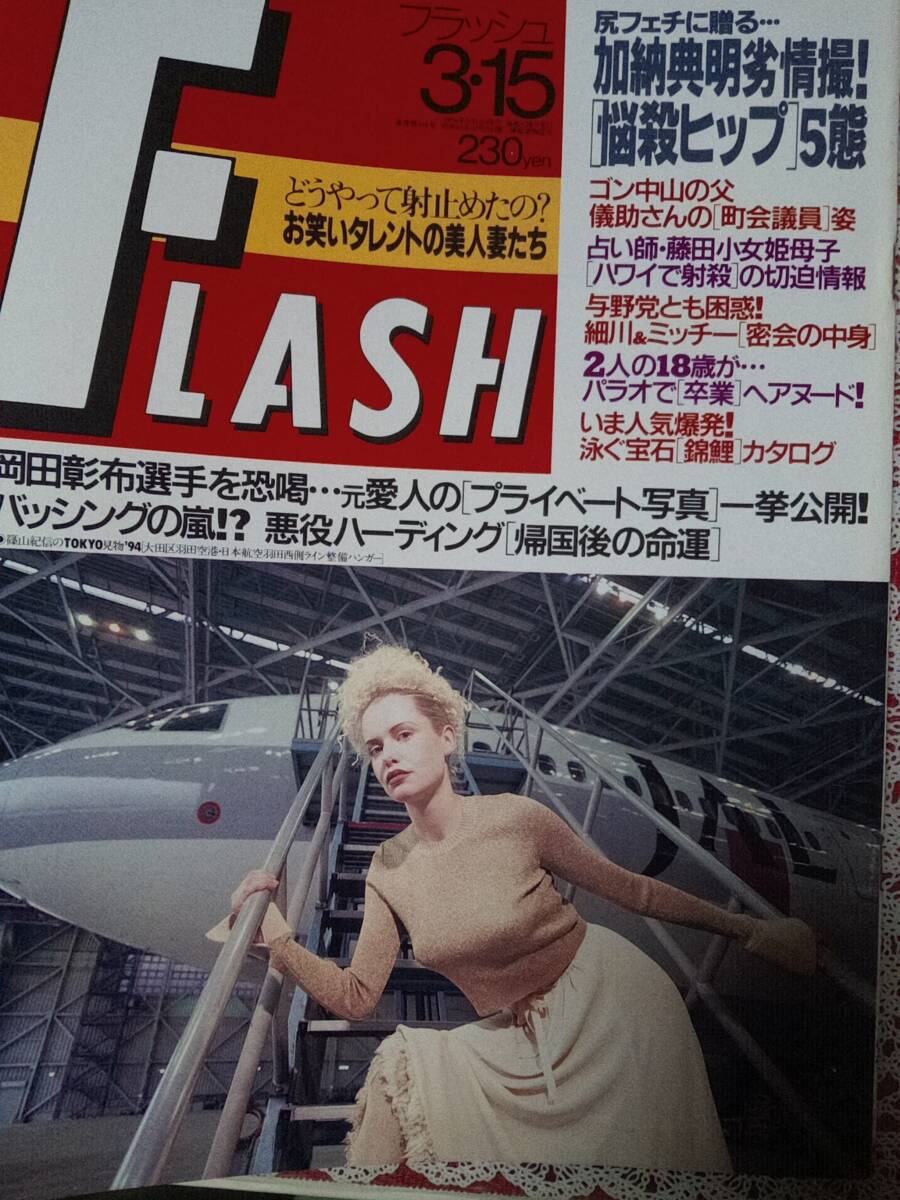 フラッシュ
3・15
230yen
どうやって射止めたの?
お笑いタレントの美人妻たち
FLASH
尻フェチに贈る…
加納典明劣情撮!
[悩殺ヒップ]5態
ゴン中山の父
儀助さんの[町会議員]姿
占い師・藤田小女姫母子
[ハワイで射殺]の切迫情報
与野党とも困惑!
細川&ミッチー[密会の中身]
2人の18歳が…
パラオで[卒業]ヘアヌード!
いま人気爆発!
泳ぐ宝石[錦鯉]カタログ
岡田彰布選手を恐喝…元愛人の[プライベート写真]一挙公開!
バッシングの嵐!? 悪役ハーディング[帰国後の命運]
●篠山紀信のTOKYO見物'94[大田区羽田空港・日本航空羽田西側ライン整備ハンガー]